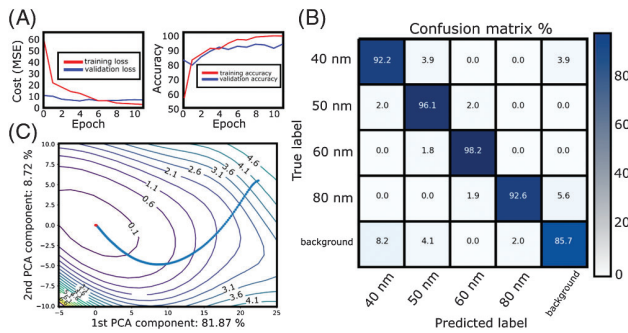 (A)
60
50
40
30
20
10
0
Cost (MSE)
training loss
validation loss
0 2 4 6 8 10
Epoch
100
90
80
70
60
50
Accuracy
training accuracy
validation accuracy
0 2 4 6 8 10
Epoch
(B)
Confusion matrix %
True label
40 nm
92.2 3.9 0.0 0.0 3.9
50 nm
2.0 96.1 2.0 0.0 0.0
60 nm
0.0 1.8 98.2 0.0 0.0
80 nm
0.0 0.0 1.9 92.6 5.6
background
8.2 4.1 0.0 2.0 85.7
40 nm
50 nm
60 nm
80 nm
background
Predicted label
80
60
40
20
0
(C)
2nd PCA component: 8.72 %
10.0
7.5
5.0
2.5
0.0
−2.5
−5.0
−7.5
−10.0
0.1
0.6
1.1
2.1
2.6
3.1
3.6
4.1
4.6
3.1
3.6
4.1
−5 0 5 10 15 20 25
1st PCA component: 81.87 %